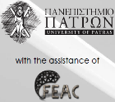 ΠΑΝΕΠΙΣΤΗΜΙΟ
ΠΑΤΡΩΝ
UNIVERSITY OF PATRAS
with the assistance of
EEAC